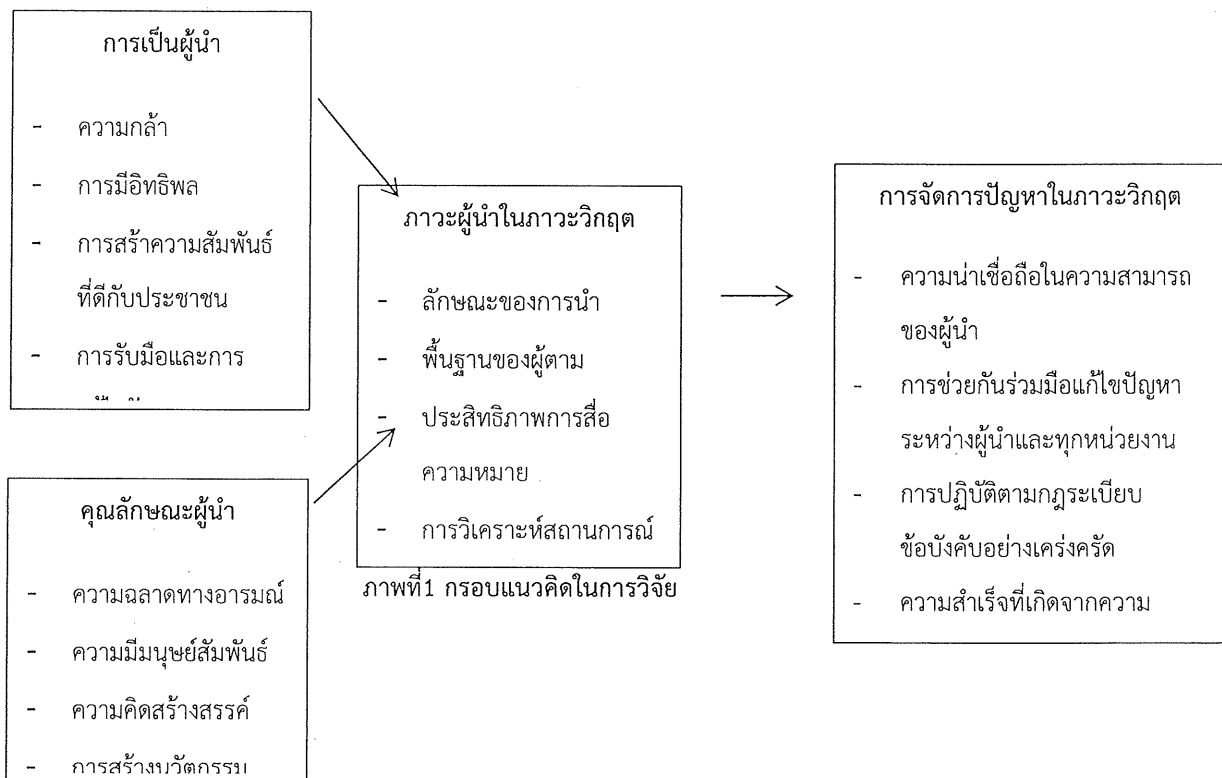 การเป็นผู้นำ
- ความกล้า
- การมีอิทธิพล
- การสร้าความสัมพันธ์
ที่ดีกับประชาชน
- การรับมือและการ
คุณลักษณะผู้นำ
- ความฉลาดทางอารมณ์
- ความมีมนุษย์สัมพันธ์
- ความคิดสร้างสรรค์
- การสร้างนวัตกรรม
ภาวะผู้นำในภาวะวิกฤต
- ลักษณะของการนำ
- พื้นฐานของผู้ตาม
- ประสิทธิภาพการสื่อ
ความหมาย
- การวิเคราะห์สถานการณ์
ภาพที่1 กรอบแนวคิดในการวิจัย
การจัดการปัญหาในภาวะวิกฤต
- ความน่าเชื่อถือในความสามารถ
ของผู้นำ
- การช่วยกันร่วมมือแก้ไขปัญหา
ระหว่างผู้นำและทุกหน่วยงาน
- การปฏิบัติตามกฎระเบียบ
ข้อบังคับอย่างเคร่งครัด
- ความสำเร็จที่เกิดจากความ